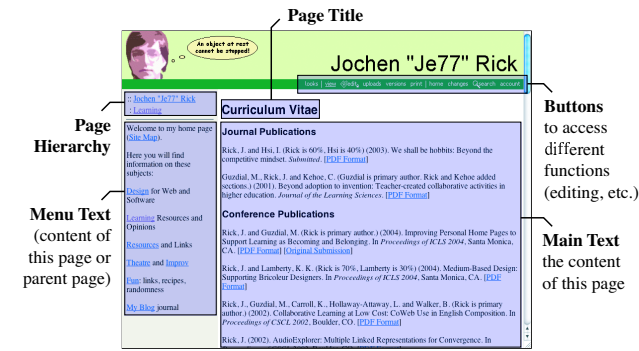 Page Title
An object at rest
cannot be stopped!
Jochen "Je77" Rick
looks | view @edit uploads versions print | home changes search account
:: Jochen "Je77" Rick
: Learning
Page
Hierarchy
Curriculum Vitae
Buttons
to access
different
functions
(editing, etc.)
Welcome to my home page
(Site Map).
Here you will find
information on these
subjects:
Design for Web and
Software
Learning Resources and
Opinions
Resources and Links
Theatre and Improv
Fun: links, recipes,
randomness
My Blog journal
Menu Text
(content of
this page or
parent page)
Journal Publications
Rick, J. and Hsi, I. (Rick is 60%, Hsi is 40%) (2003). We shall be hobbits: Beyond the
competitive mindset. Submitted. [PDF Format]
Guzdial, M., Rick, J. and Kehoe, C. (Guzdial is primary author. Rick and Kehoe added
sections.) (2001). Beyond adoption to invention: Teacher-created collaborative activities in
higher education. Journal of the Learning Sciences. [PDF Format]
Conference Publications
Rick, J. and Guzdial, M. (Rick is primary author.) (2004). Improving Personal Home Pages to
Support Learning as Becoming and Belonging. In Proceedings of ICLS 2004, Santa Monica,
CA. [PDF Format] [Original Submission]
Rick, J. and Lamberty, K. K. (Rick is 70%, Lamberty is 30%) (2004). Medium-Based Design:
Supporting Bricoleur Designers. In Proceedings of ICLS 2004, Santa Monica, CA. [PDF
Format]
Rick, J., Guzdial, M., Carroll, K., Hollaway-Attaway, L. and Walker, B. (Rick is primary
author.) (2002). Collaborative Learning at Low Cost: CoWeb Use in English Composition. In
Proceedings of CSCL 2002, Boulder, CO. [PDF Format]
Rick, J. (2002). AudioExplorer: Multiple Linked Representations for Convergence. In
Main Text
the content
of this page